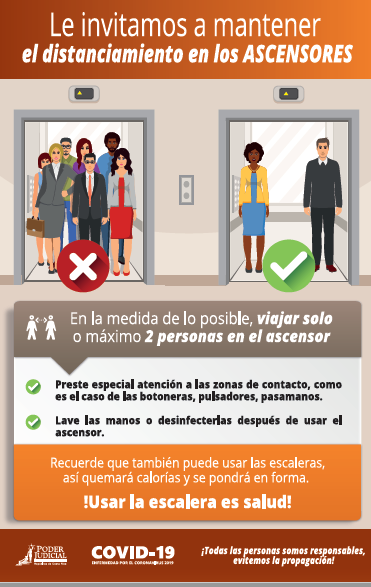 Le invitamos a mantener
el distanciamiento en los ASCENSORES
En la medida de lo posible, viajar solo
o máximo 2 personas en el ascensor
Preste especial atención a las zonas de contacto, como
es el caso de las botoneras, pulsadores, pasamanos.
Lave las manos o desinfecterlas después de usar el
ascensor.
Recuerde que también puede usar las escaleras,
así quemará calorías y se pondrá en forma.
!Usar la escalera es salud!
PODER
JUDICIAL
República de Costa Rica
COVID-19
ENFERMEDAD POR EL CORONAVIRUS 2019
¡Todas las personas somos responsables,
evitemos la propagación!